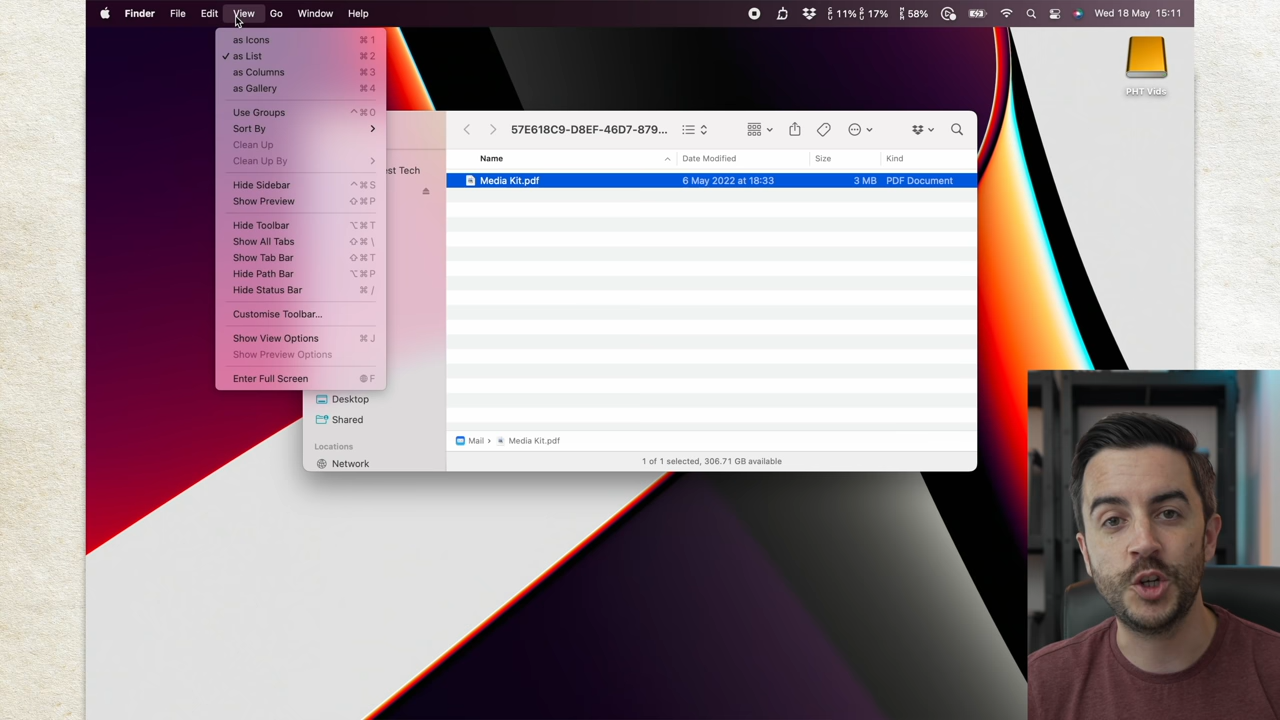 Finder File Edit View Go Window Help 11% 17% 58% Wed 18 May 15:11
as Icons ⌘1
✓ as List ⌘2
as Columns ⌘3
as Gallery ⌘4
Use Groups ^⌘0
Sort By >
Clean Up
Clean Up By >
Hide Sidebar ^⌘S
Show Preview ⇧⌘P
Hide Toolbar ⌥⌘T
Show All Tabs ⇧⌘\
Show Tab Bar ⇧⌘T
Hide Path Bar ⌥⌘P
Hide Status Bar ⌘/
Customise Toolbar...
Show View Options ⌘J
Show Preview Options
Enter Full Screen F
PHT Vids
57E618C9-D8EF-46D7-879...
est Tech
Name Date Modified Size Kind
Media Kit.pdf 6 May 2022 at 18:33 3 MB PDF Document
Desktop
Shared
Locations
Network
Mail › Media Kit.pdf
1 of 1 selected, 306.71 GB available